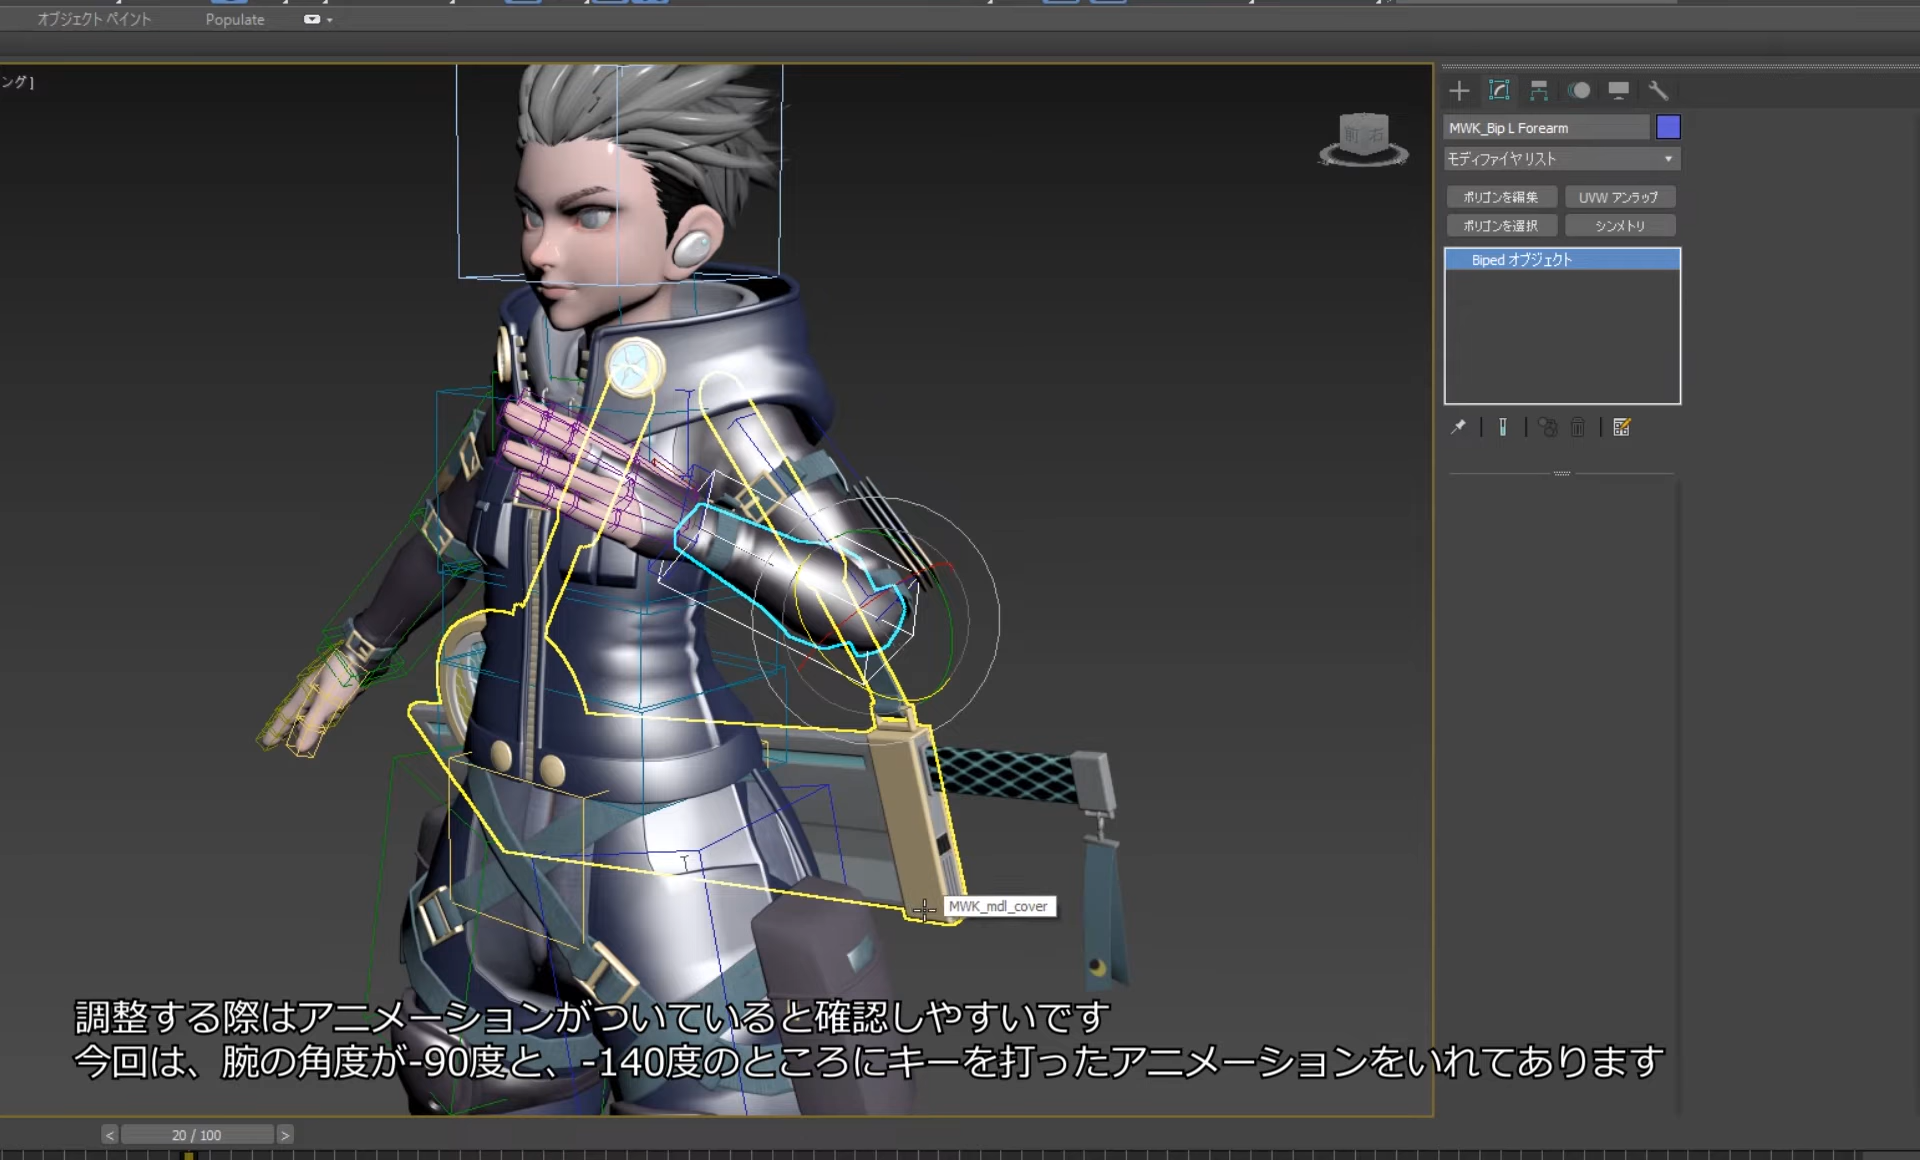 オブジェクト ペイント
Populate
ング ]
前 右
MWK_Bip L Forearm
モディファイヤ リスト
ポリゴンを編集
UVW アンラップ
ポリゴンを選択
シンメトリ
Biped オブジェクト
MWK_mdl_cover
調整する際はアニメーションがついていると確認しやすいです
今回は、腕の角度が-90度と、-140度のところにキーを打ったアニメーションをいれてあります
<
20 / 100
>